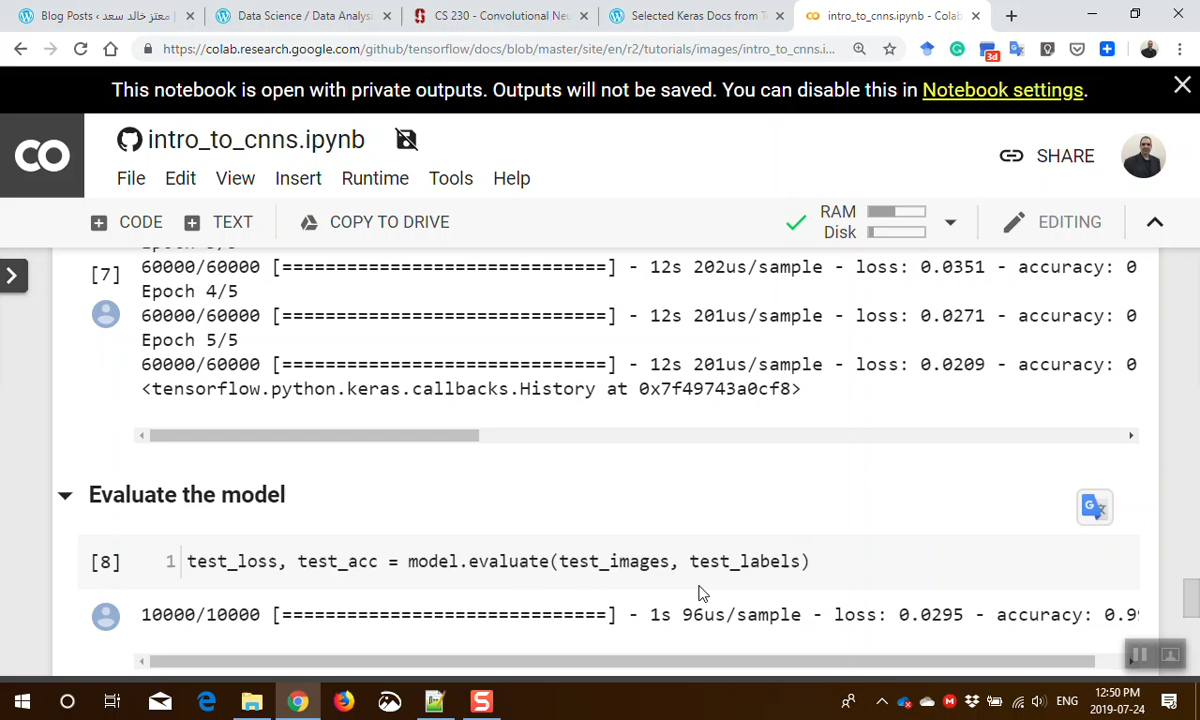 Blog Posts ‹ معتز خالد سعد
Data Science / Data Analysi
CS 230 - Convolutional Neu
Selected Keras Docs from T
intro_to_cnns.ipynb - Colab
https://colab.research.google.com/github/tensorflow/docs/blob/master/site/en/r2/tutorials/images/intro_to_cnns.i...
3d
This notebook is open with private outputs. Outputs will not be saved. You can disable this in Notebook settings.
intro_to_cnns.ipynb
SHARE
File Edit View Insert Runtime Tools Help
CODE TEXT COPY TO DRIVE
RAM
Disk
EDITING
[7]
60000/60000 [==============================] - 12s 202us/sample - loss: 0.0351 - accuracy: 0
Epoch 4/5
60000/60000 [==============================] - 12s 201us/sample - loss: 0.0271 - accuracy: 0
Epoch 5/5
60000/60000 [==============================] - 12s 201us/sample - loss: 0.0209 - accuracy: 0
<tensorflow.python.keras.callbacks.History at 0x7f49743a0cf8>
Evaluate the model
[8] 1 test_loss, test_acc = model.evaluate(test_images, test_labels)
10000/10000 [==============================] - 1s 96us/sample - loss: 0.0295 - accuracy: 0.99
ENG
12:50 PM
2019-07-24